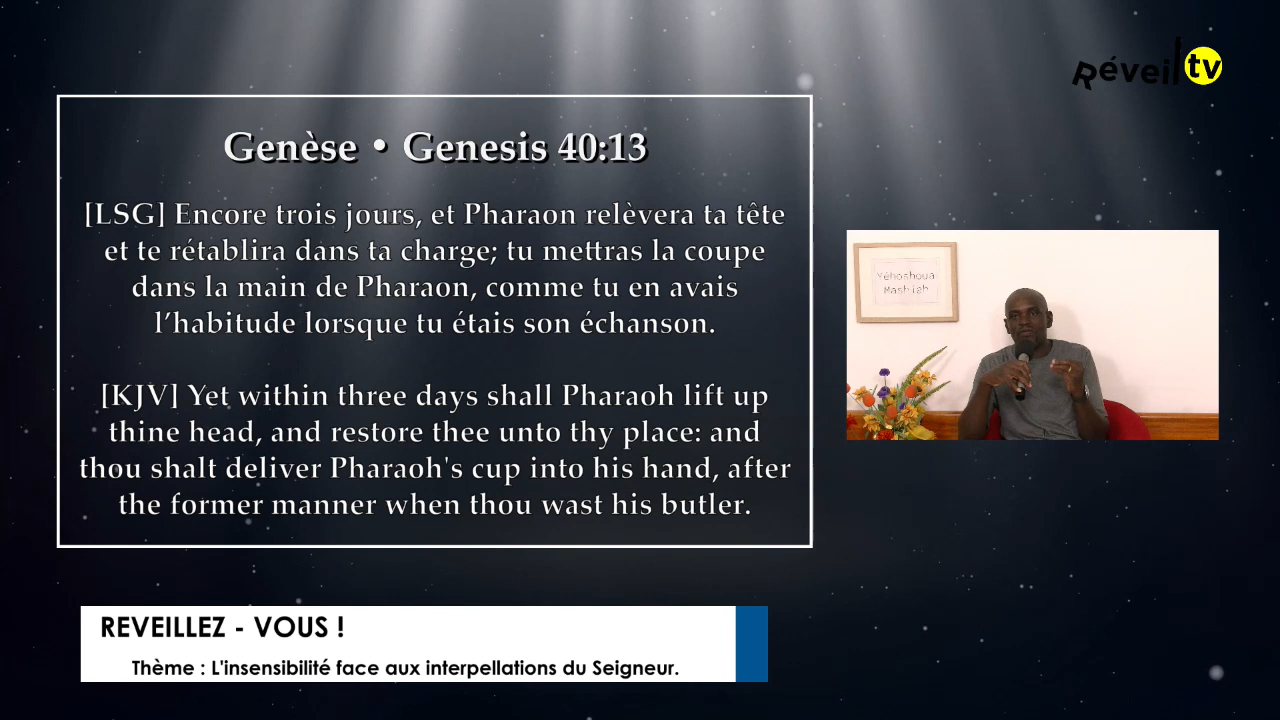 Réveil tv
Genèse • Genesis 40:13
[LSG] Encore trois jours, et Pharaon relèvera ta tête
et te rétablira dans ta charge; tu mettras la coupe
dans la main de Pharaon, comme tu en avais
l’habitude lorsque tu étais son échanson.
[KJV] Yet within three days shall Pharaoh lift up
thine head, and restore thee unto thy place: and
thou shalt deliver Pharaoh's cup into his hand, after
the former manner when thou wast his butler.
Yéhoshoua
Mashiah
REVEILLEZ - VOUS !
Thème : L'insensibilité face aux interpellations du Seigneur.